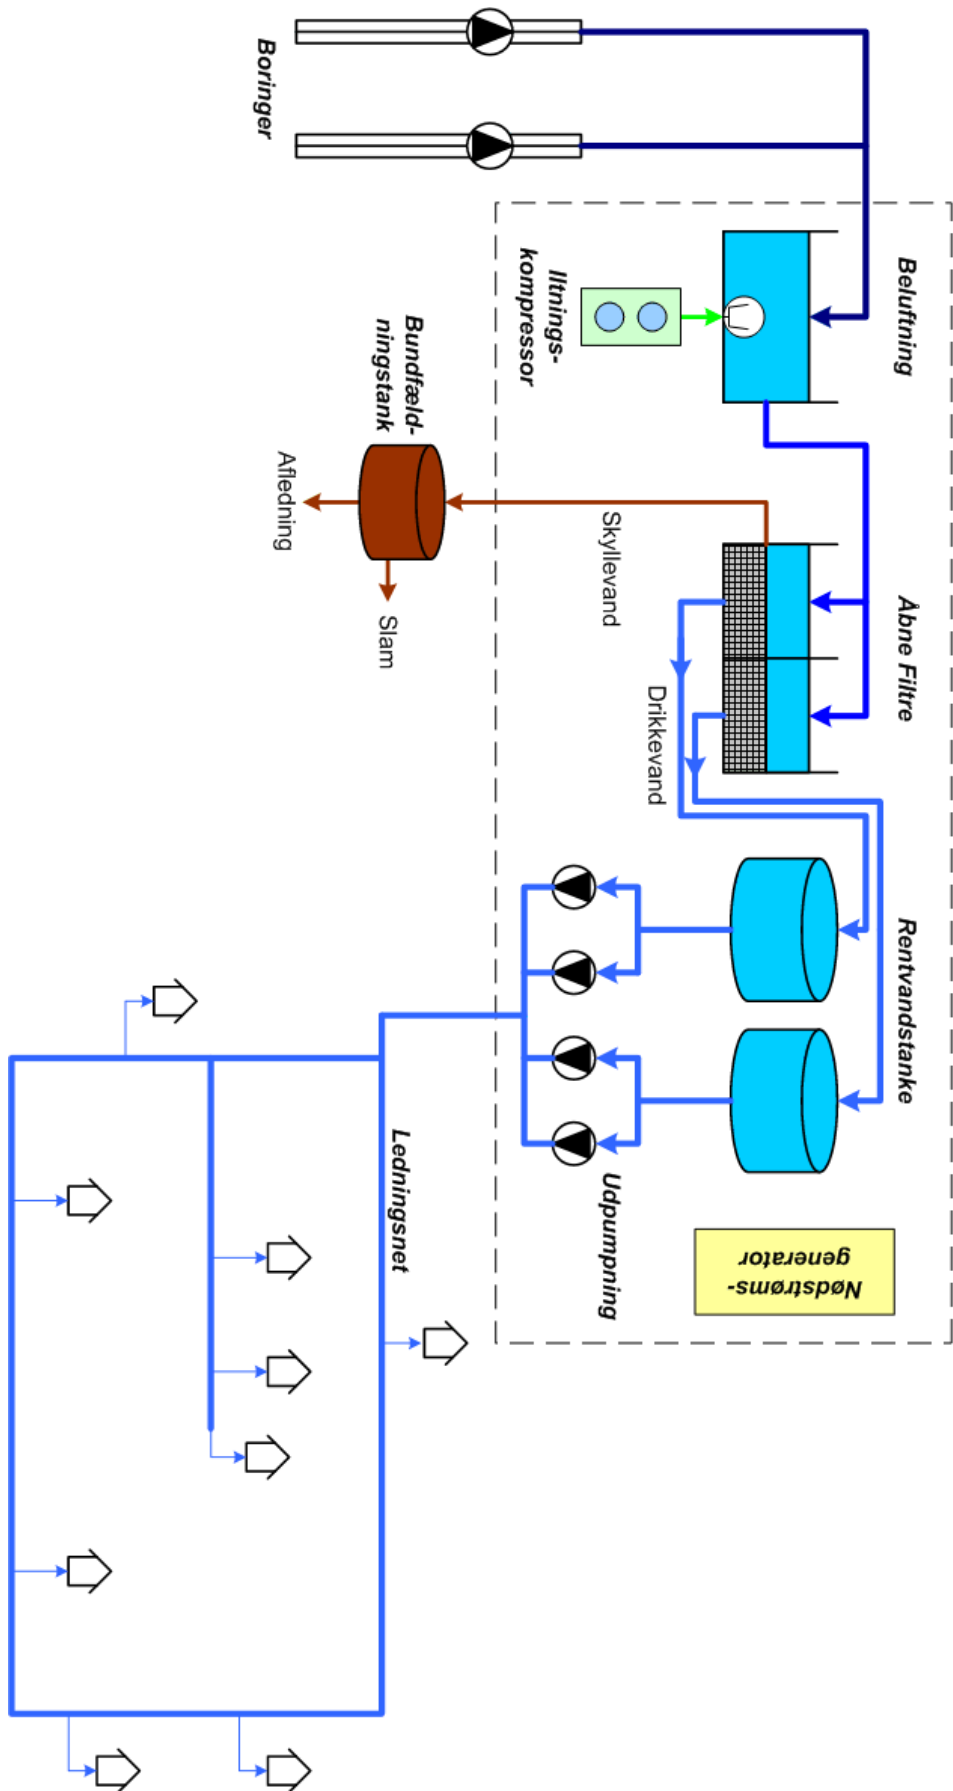 Boringer
Beluftning
Iltnings-
kompressor
Bundfæld-
ningstank
Afledning
Slam
Skyllevand
Åbne Filtre
Drikkevand
Rentvandstanke
Udpumpning
Nødstrøms-
generator
Ledningsnet